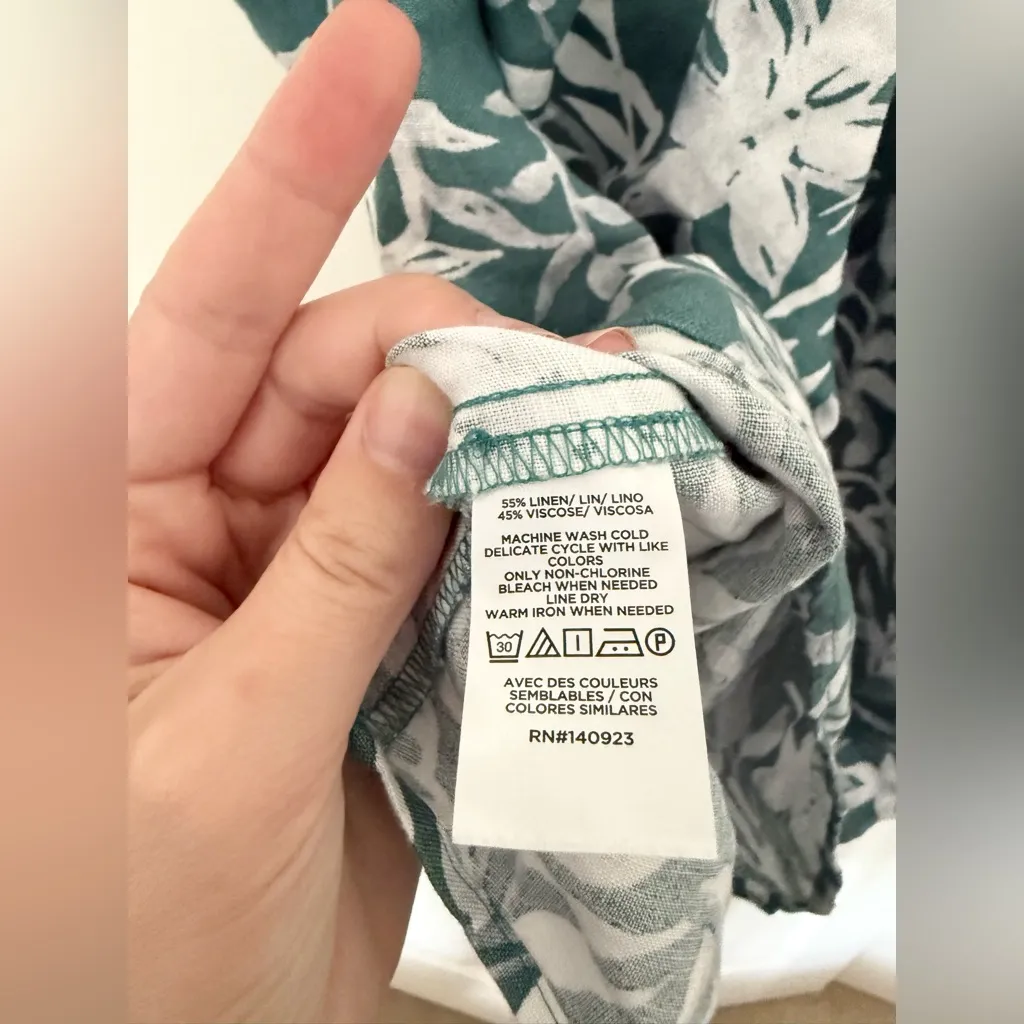 55% LINEN/ LIN/ LINO
45% VISCOSE/ VISCOSA
MACHINE WASH COLD
DELICATE CYCLE WITH LIKE
COLORS
ONLY NON-CHLORINE
BLEACH WHEN NEEDED
LINE DRY
WARM IRON WHEN NEEDED
30 P
AVEC DES COULEURS
SEMBLABLES / CON
COLORES SIMILARES
RN#140923